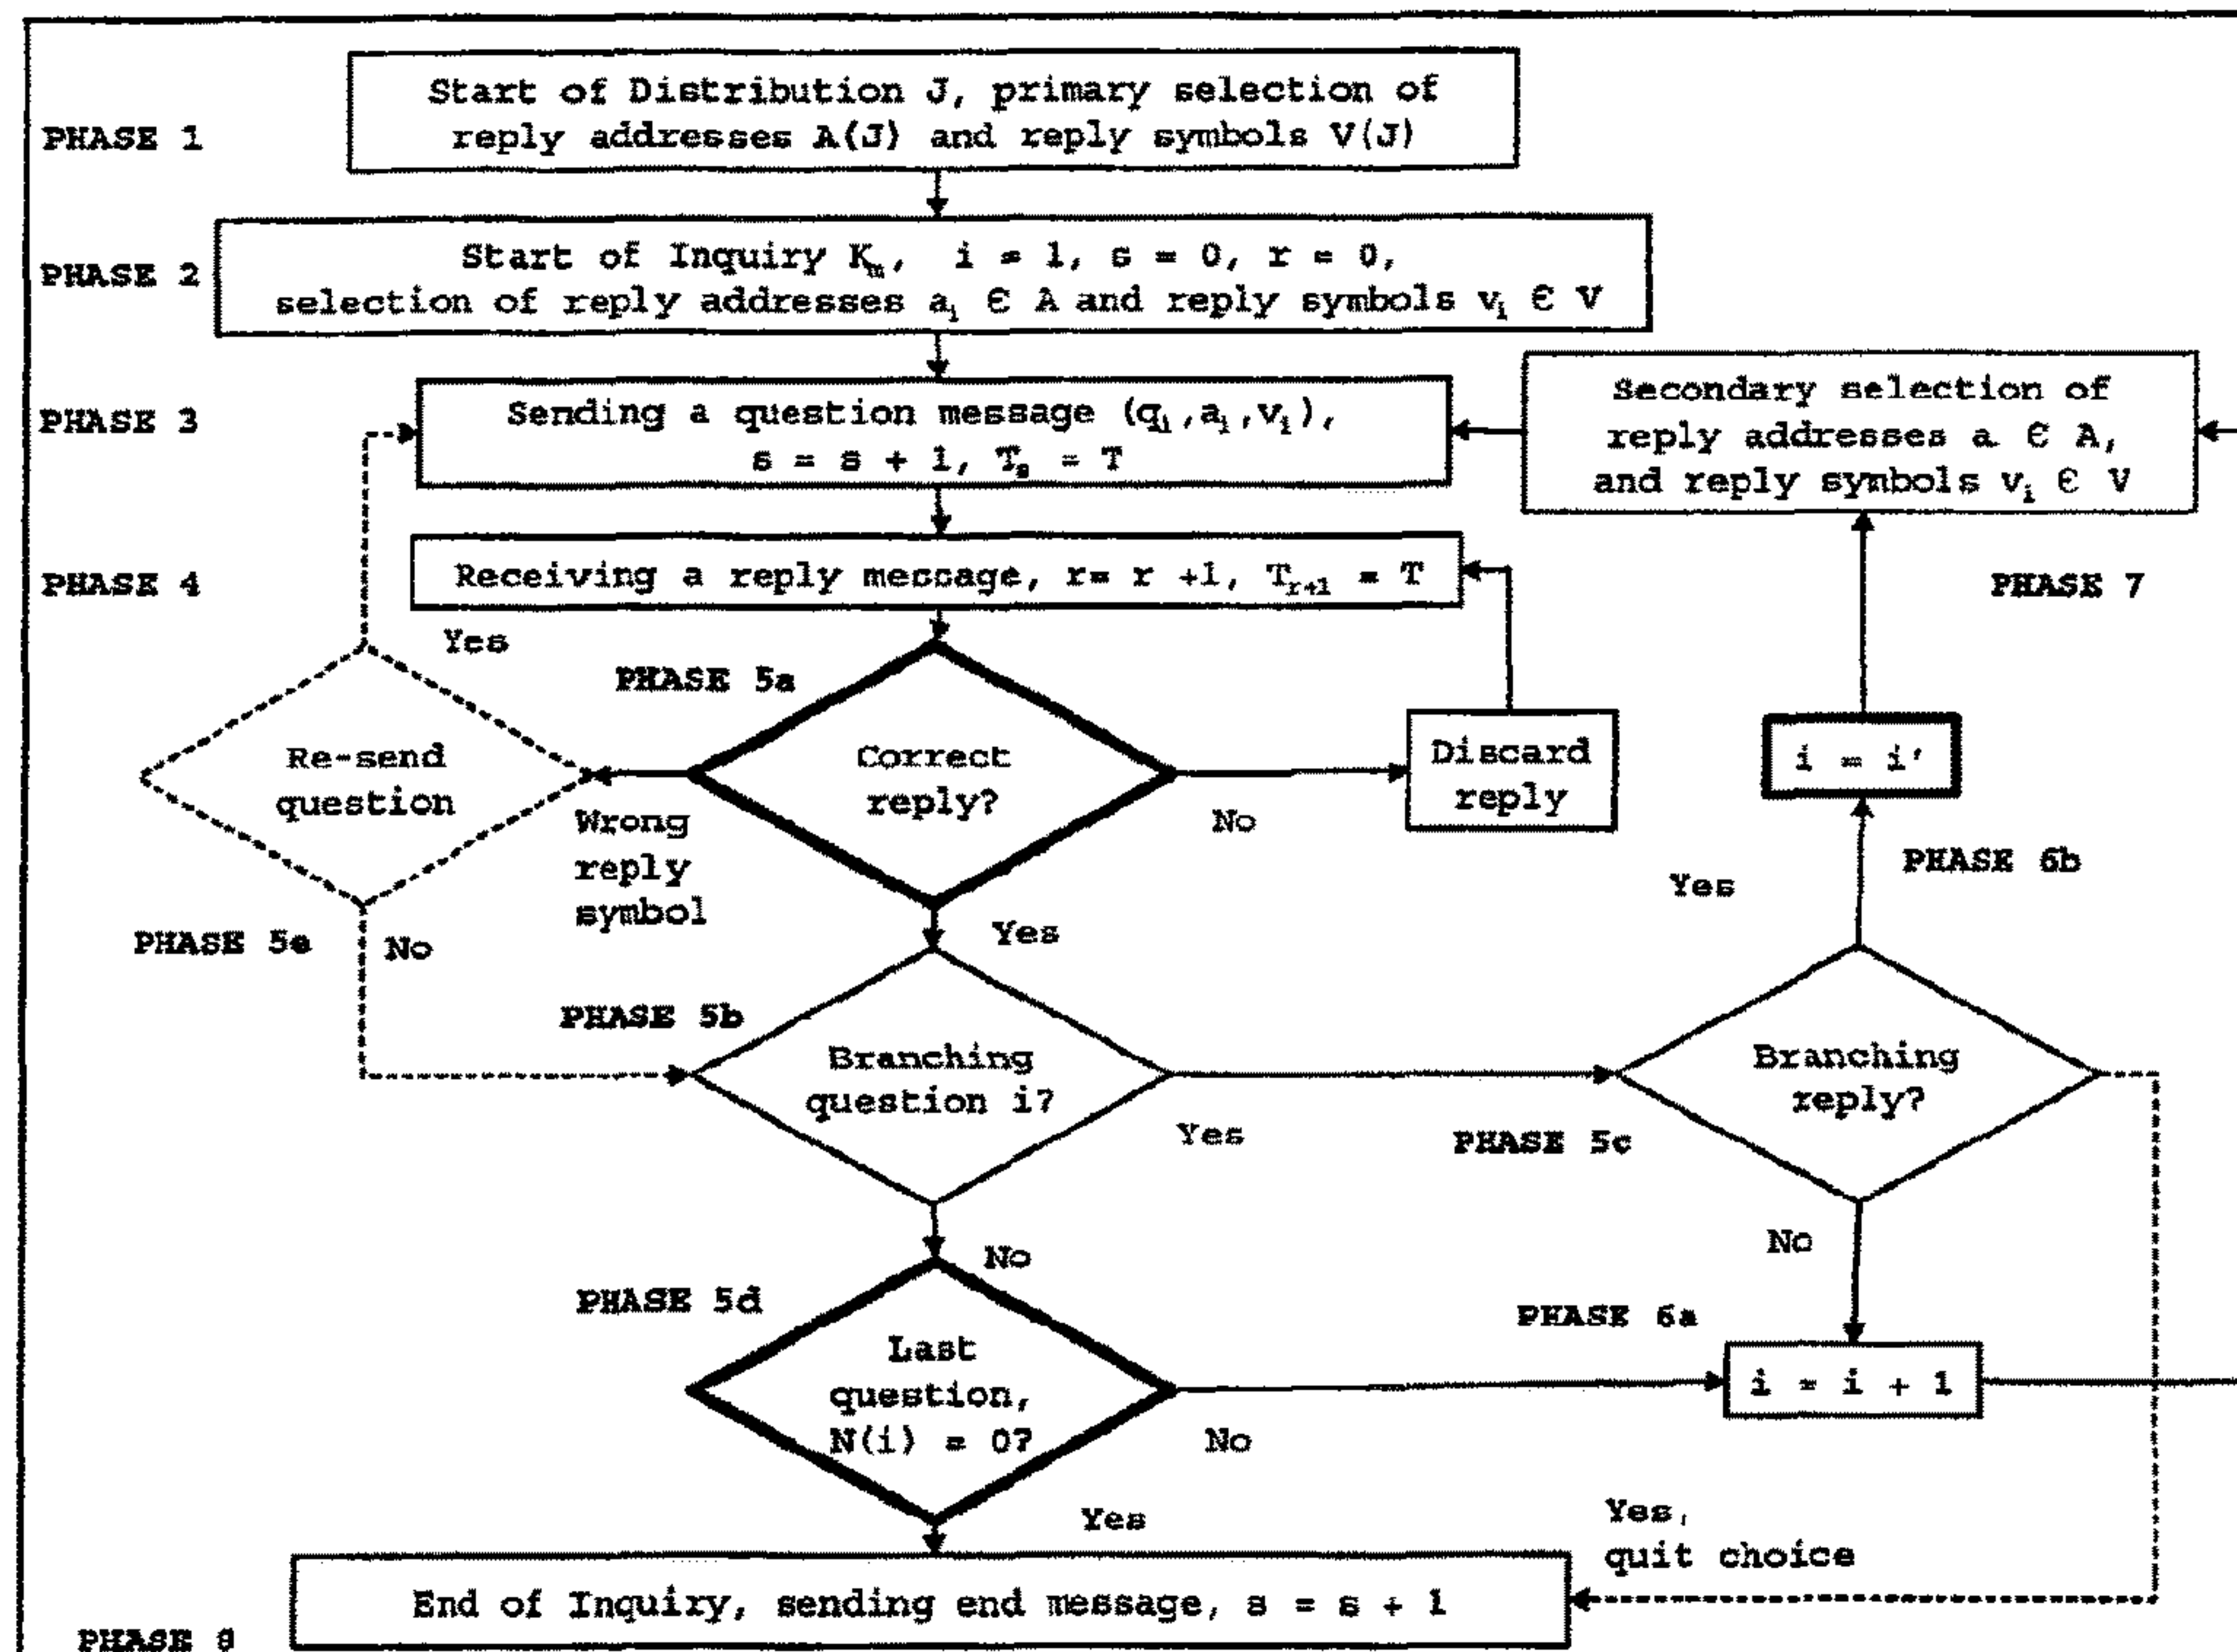 PHASE 1
Start of Distribution J, primary selection of
reply addresses A(J) and reply symbols V(J)
PHASE 2
Start of Inquiry Kₘ, i = 1, s = 0, r = 0,
selection of reply addresses aᵢ ∈ A and reply symbols vᵢ ∈ V
PHASE 3
Sending a question message (qᵢ,aᵢ,vᵢ),
s = s + 1, Tₛ = T
Secondary selection of
reply addresses a ∈ A,
and reply symbols vᵢ ∈ V
PHASE 4
Receiving a reply message, r= r +1, Tᵣ₊₁ = T
PHASE 7
Yes
PHASE 5a
Re-send
question
Correct
reply?
No
Discard
reply
i = i'
Wrong
reply
symbol
PHASE 6b
Yes
PHASE 5e
No
Yes
PHASE 5b
Branching
question i?
Yes
Branching
reply?
PHASE 5c
No
No
PHASE 5d
PHASE 6a
Last
question,
N(i) = 0?
No
i = i + 1
Yes
Yes,
quit choice
End of Inquiry, sending end message, s = s + 1
PHASE